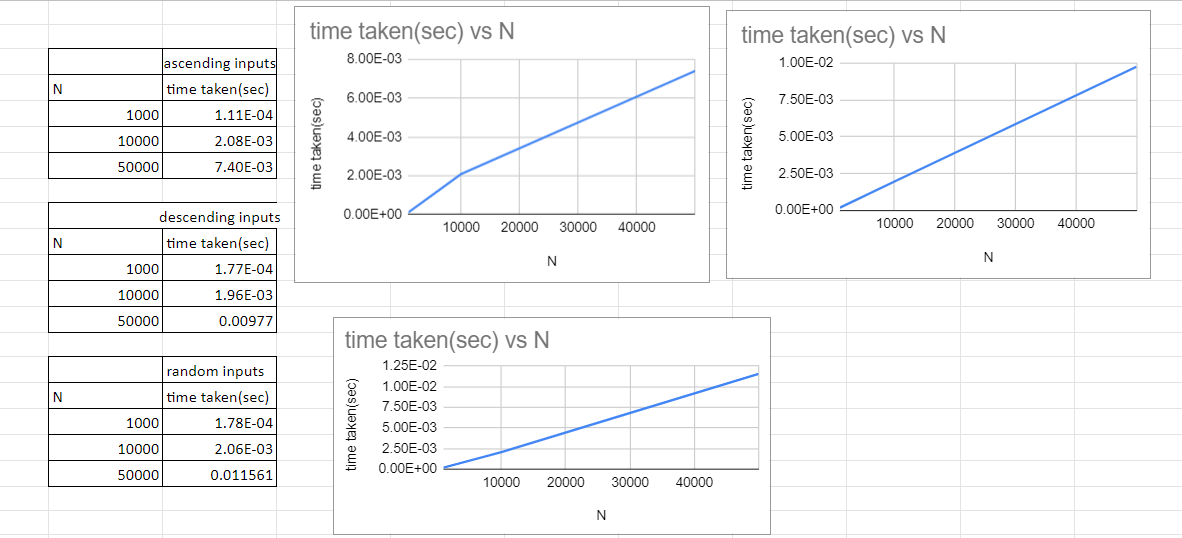 ascending inputs
N time taken(sec)
1000 1.11E-04
10000 2.08E-03
50000 7.40E-03
descending inputs
N time taken(sec)
1000 1.77E-04
10000 1.96E-03
50000 0.00977
random inputs
N time taken(sec)
1000 1.78E-04
10000 2.06E-03
50000 0.011561
time taken(sec) vs N
time taken(sec)
8.00E-03
6.00E-03
4.00E-03
2.00E-03
0.00E+00
10000 20000 30000 40000
N
time taken(sec) vs N
time taken(sec)
1.00E-02
7.50E-03
5.00E-03
2.50E-03
0.00E+00
10000 20000 30000 40000
N
time taken(sec) vs N
time taken(sec)
1.25E-02
1.00E-02
7.50E-03
5.00E-03
2.50E-03
0.00E+00
10000 20000 30000 40000
N